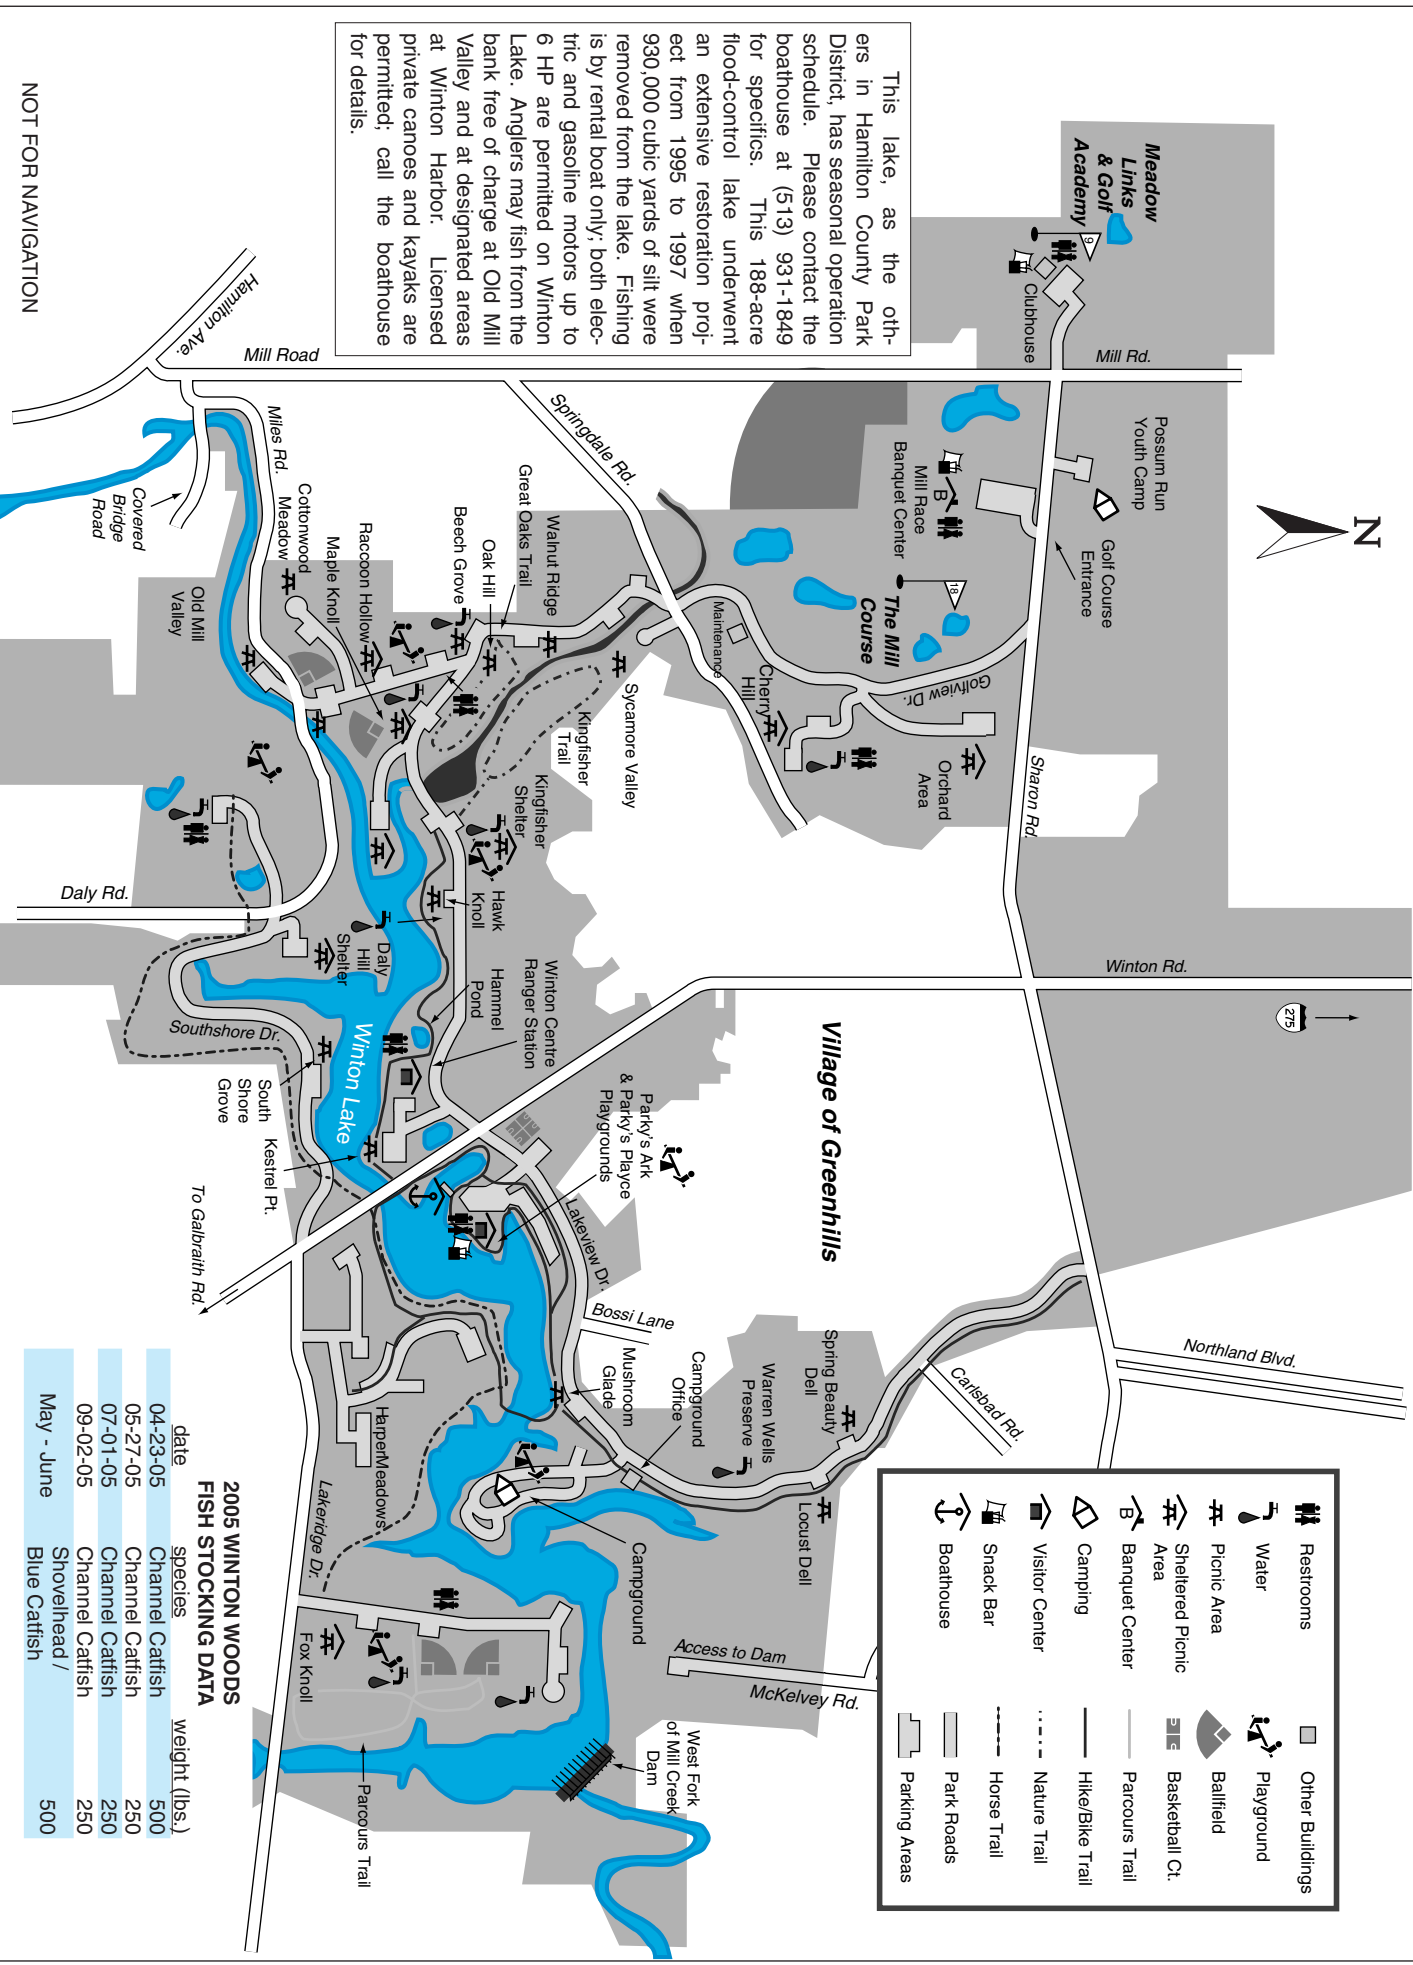 This lake, as the oth-
ers in Hamilton County Park
District, has seasonal operation
schedule. Please contact the
boathouse at (513) 931-1849
for specifics. This 188-acre
flood-control lake underwent
an extensive restoration proj-
ect from 1995 to 1997 when
930,000 cubic yards of silt were
removed from the lake. Fishing
is by rental boat only; both elec-
tric and gasoline motors up to
6 HP are permitted on Winton
Lake. Anglers may fish from the
bank free of charge at Old Mill
Valley and at designated areas
at Winton Harbor. Licensed
private canoes and kayaks are
permitted; call the boathouse
for details.
NOT FOR NAVIGATION
N
Meadow
Links
& Golf
Academy
9
Clubhouse
Mill Rd.
Mill Road
Hamilton Ave.
Possum Run
Youth Camp
Golf Course
Entrance
B
Mill Race
Banquet Center
18
The Mill
Course
Springdale Rd.
Miles Rd.
Covered
Bridge
Road
Cottonwood
Meadow
Maple Knoll
Raccoon Hollow
Beech Grove
Oak Hill
Great Oaks Trail
Walnut Ridge
Old Mill
Valley
Maintenance
Golfview Dr.
Cherry
Hill
Orchard
Area
Sycamore Valley
Kingfisher
Trail
Kingfisher
Shelter
Sharon Rd.
Hawk
Knoll
Daly Rd.
Daly
Hill
Shelter
Hammel
Pond
Winton Centre
Ranger Station
Winton Rd.
275
Village of Greenhills
Southshore Dr.
South
Shore
Grove
Winton Lake
Kestrel Pt.
To Galbraith Rd.
Parky's Ark
& Parky's Playce
Playgrounds
Lakeview Dr.
Bossi Lane
Mushroom
Glade
Campground
Office
Warren Wells
Preserve
Spring Beauty
Dell
Carlsbad Rd.
Northland Blvd.
Locust Dell
HarperMeadows
Lakeridge Dr.
Campground
Access to Dam
McKelvey Rd.
Fox Knoll
West Fork
of Mill Creek
Dam
Parcours Trail
Restrooms
Water
Picnic Area
Sheltered Picnic
Area
B
Banquet Center
Camping
Visitor Center
Snack Bar
Boathouse
Other Buildings
Playground
Ballfield
Basketball Ct.
Parcours Trail
Hike/Bike Trail
Nature Trail
Horse Trail
Park Roads
Parking Areas
2005 WINTON WOODS
FISH STOCKING DATA
date species weight (lbs.)
04-23-05 Channel Catfish 500
05-27-05 Channel Catfish 250
07-01-05 Channel Catfish 250
09-02-05 Channel Catfish 250
May - June Shovelhead /
Blue Catfish 500